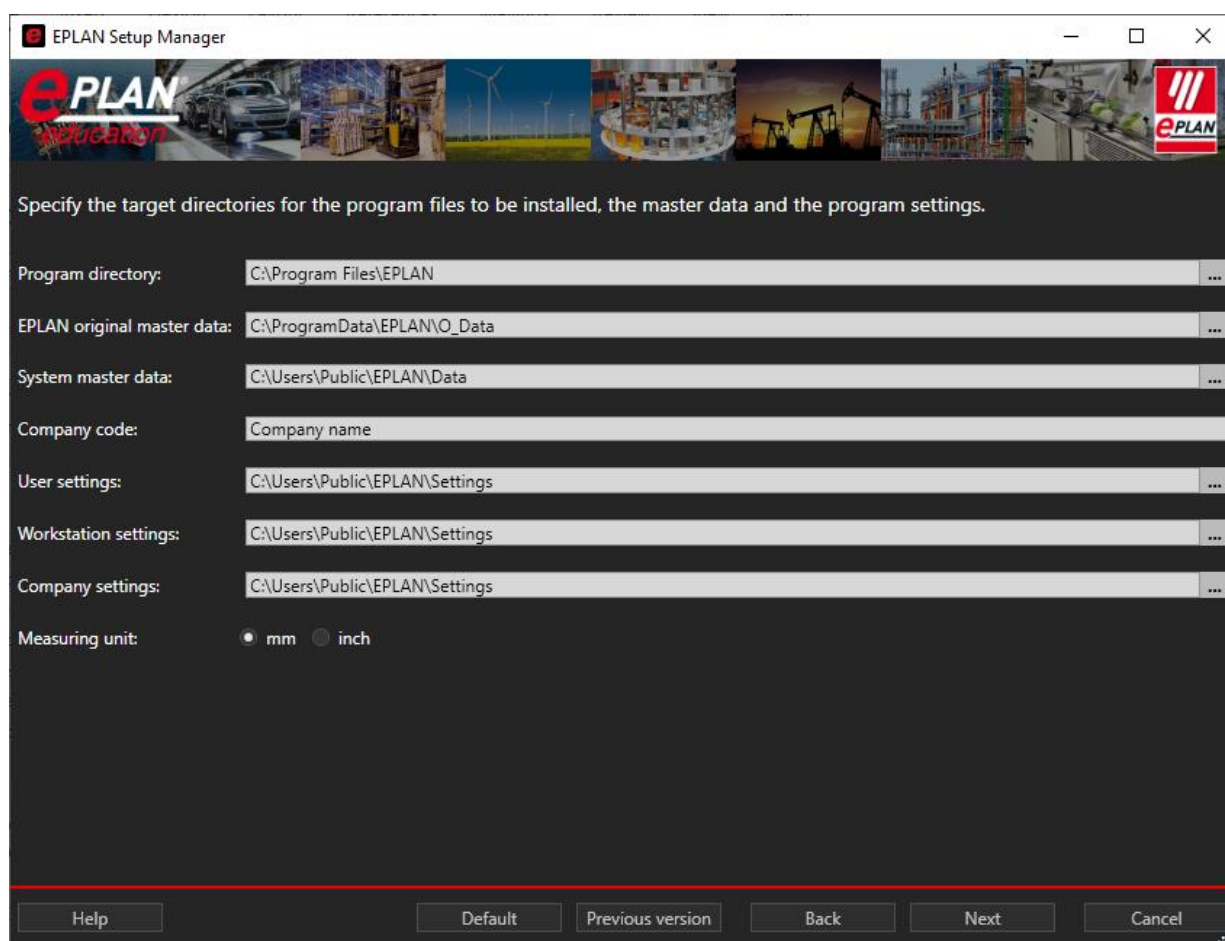 EPLAN Setup Manager
ePLAN
education
ePLAN
Specify the target directories for the program files to be installed, the master data and the program settings.
Program directory: C:\Program Files\EPLAN ...
EPLAN original master data: C:\ProgramData\EPLAN\O_Data ...
System master data: C:\Users\Public\EPLAN\Data ...
Company code: Company name
User settings: C:\Users\Public\EPLAN\Settings ...
Workstation settings: C:\Users\Public\EPLAN\Settings ...
Company settings: C:\Users\Public\EPLAN\Settings ...
Measuring unit: mm inch
Help Default Previous version Back Next Cancel